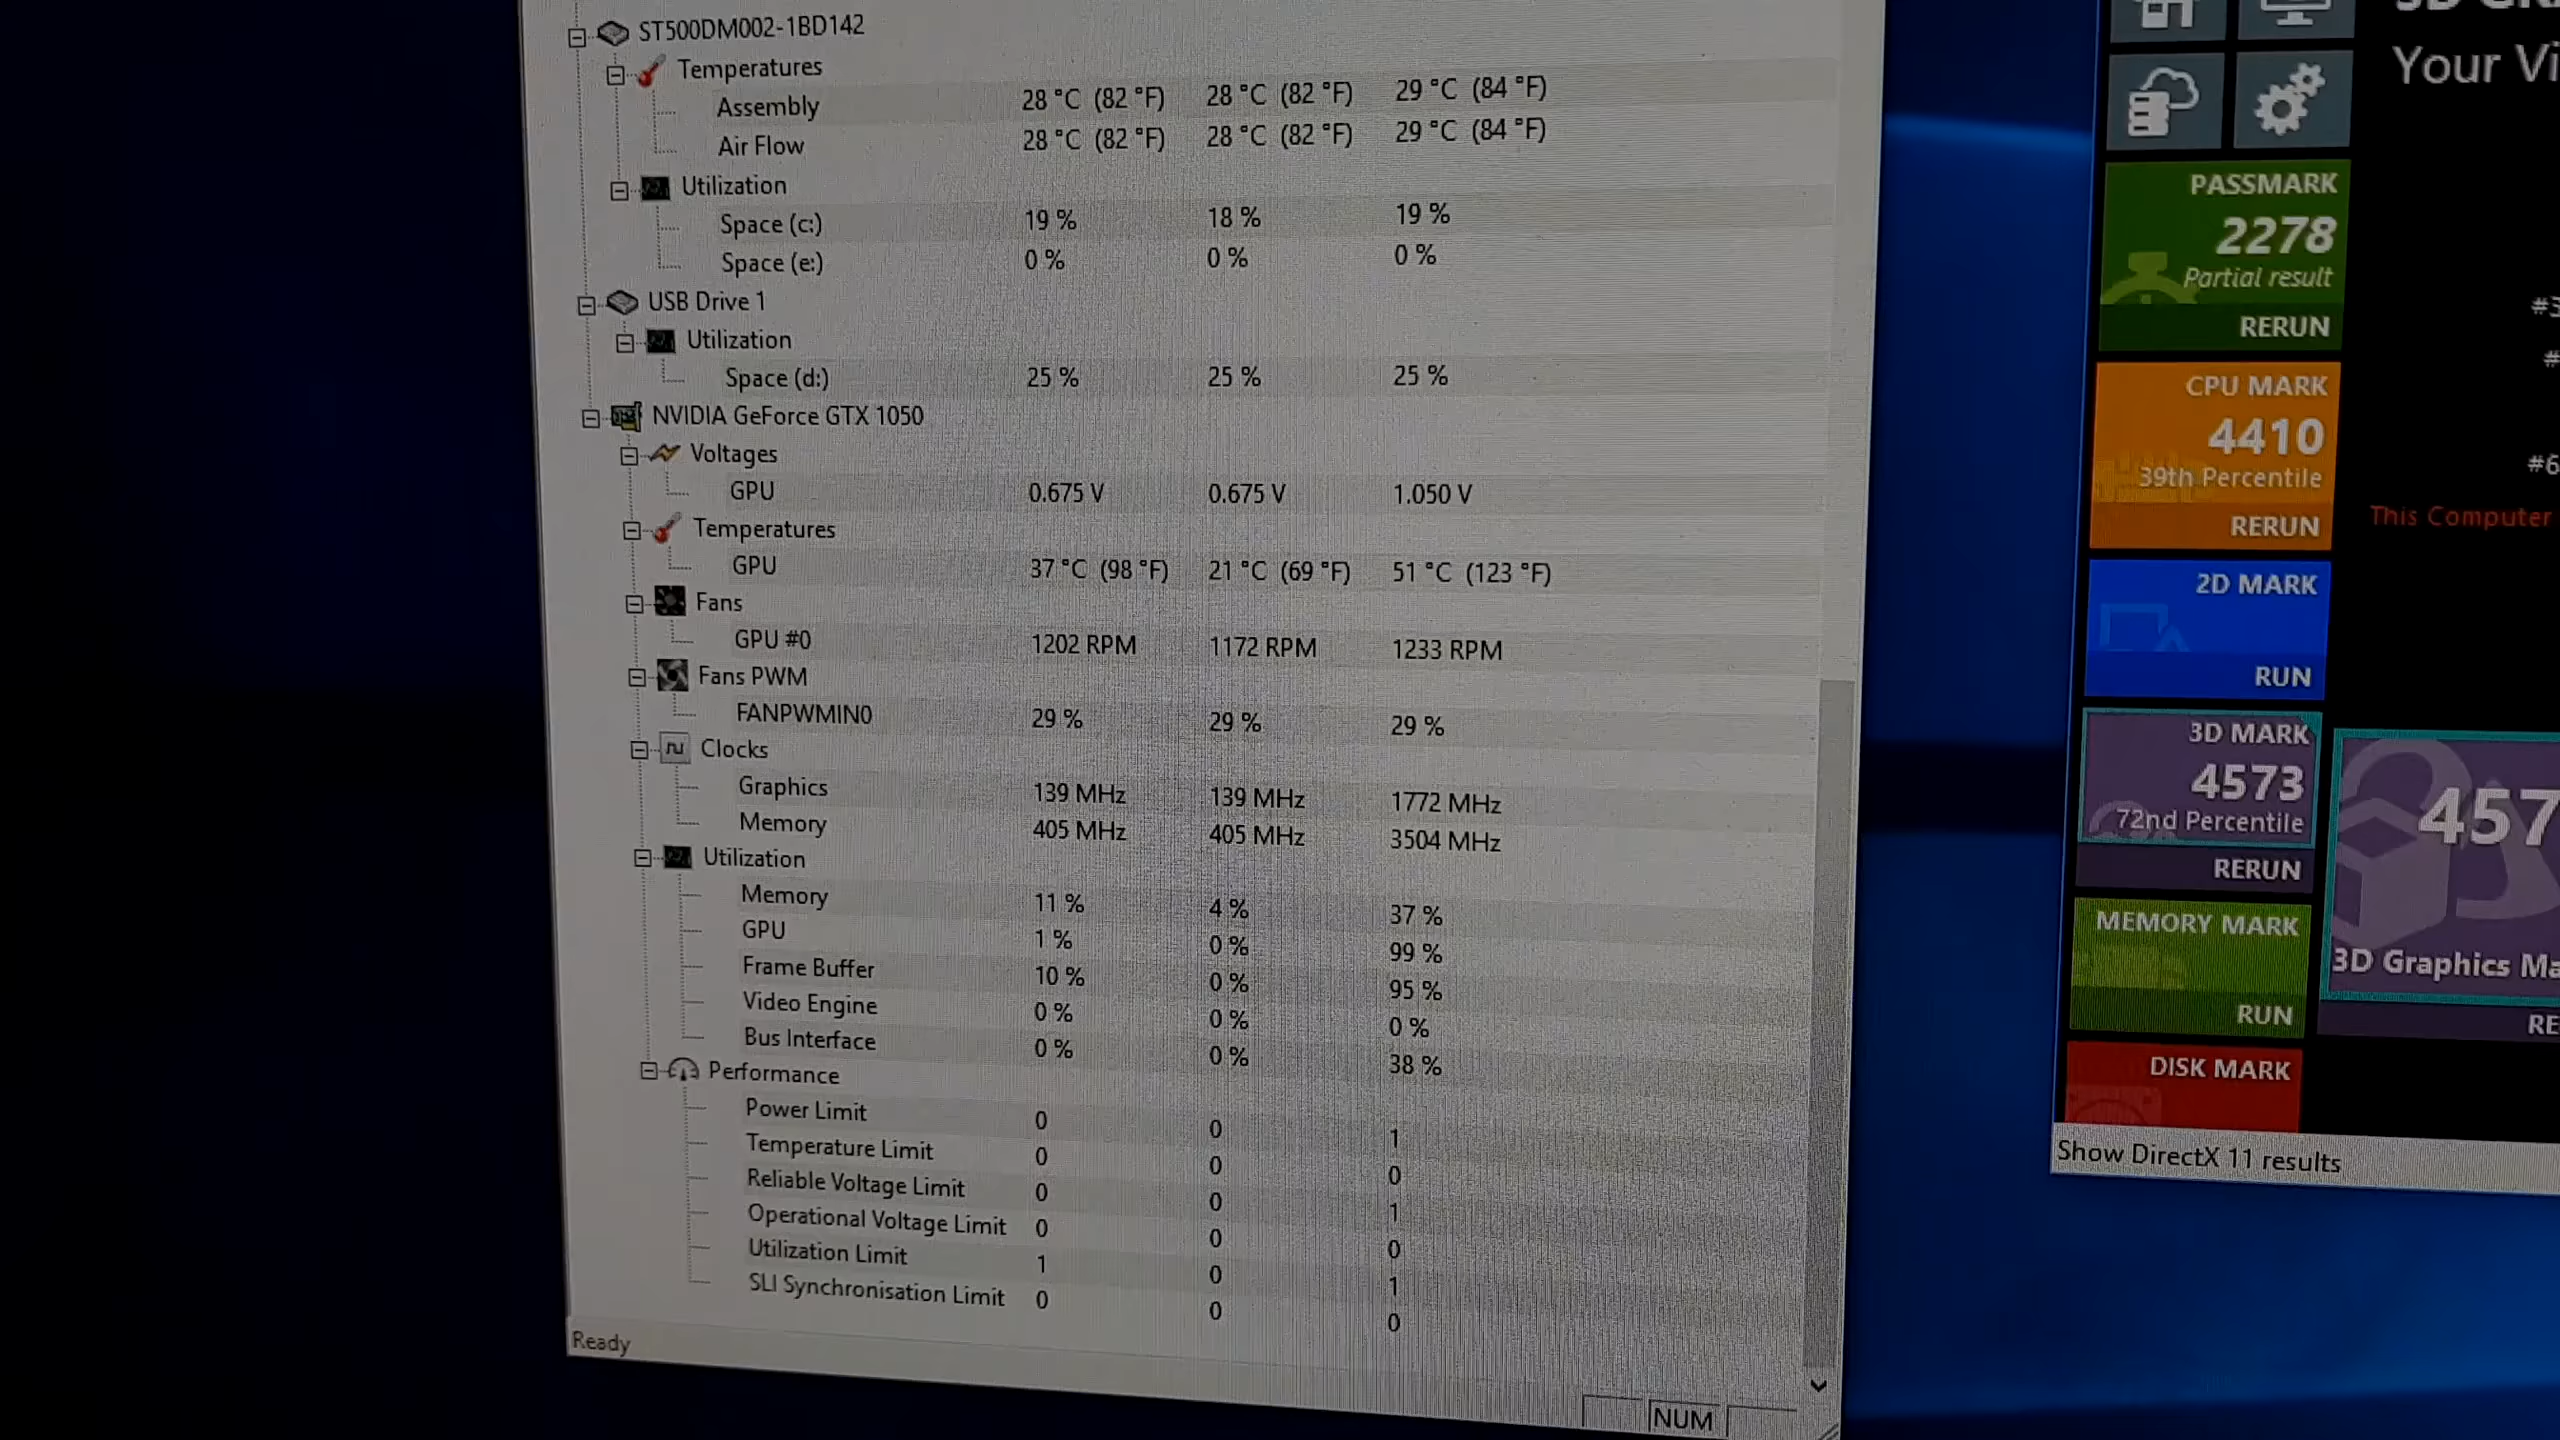 ST500DM002-1BD142
Temperatures
Assembly 28 °C (82 °F) 28 °C (82 °F) 29 °C (84 °F)
Air Flow 28 °C (82 °F) 28 °C (82 °F) 29 °C (84 °F)
Utilization
Space (c:) 19 % 18 % 19 %
Space (e:) 0 % 0 % 0 %
USB Drive 1
Utilization
Space (d:) 25 % 25 % 25 %
NVIDIA GeForce GTX 1050
Voltages
GPU 0.675 V 0.675 V 1.050 V
Temperatures
GPU 37 °C (98 °F) 21 °C (69 °F) 51 °C (123 °F)
Fans
GPU #0 1202 RPM 1172 RPM 1233 RPM
Fans PWM
FANPWMIN0 29 % 29 % 29 %
Clocks
Graphics 139 MHz 139 MHz 1772 MHz
Memory 405 MHz 405 MHz 3504 MHz
Utilization
Memory 11 % 4 % 37 %
GPU 1 % 0 % 99 %
Frame Buffer 10 % 0 % 95 %
Video Engine 0 % 0 % 0 %
Bus Interface 0 % 0 % 38 %
Performance
Power Limit 0 0 1
Temperature Limit 0 0 0
Reliable Voltage Limit 0 0 1
Operational Voltage Limit 0 0 0
Utilization Limit 1 0 1
SLI Synchronisation Limit 0 0 0
Ready
NUM
Your Vi
PASSMARK
2278
Partial result
RERUN
CPU MARK
4410
39th Percentile
RERUN
This Computer
2D MARK
RUN
3D MARK
4573
72nd Percentile
RERUN
457
3D Graphics Ma
RE
MEMORY MARK
RUN
DISK MARK
Show DirectX 11 results